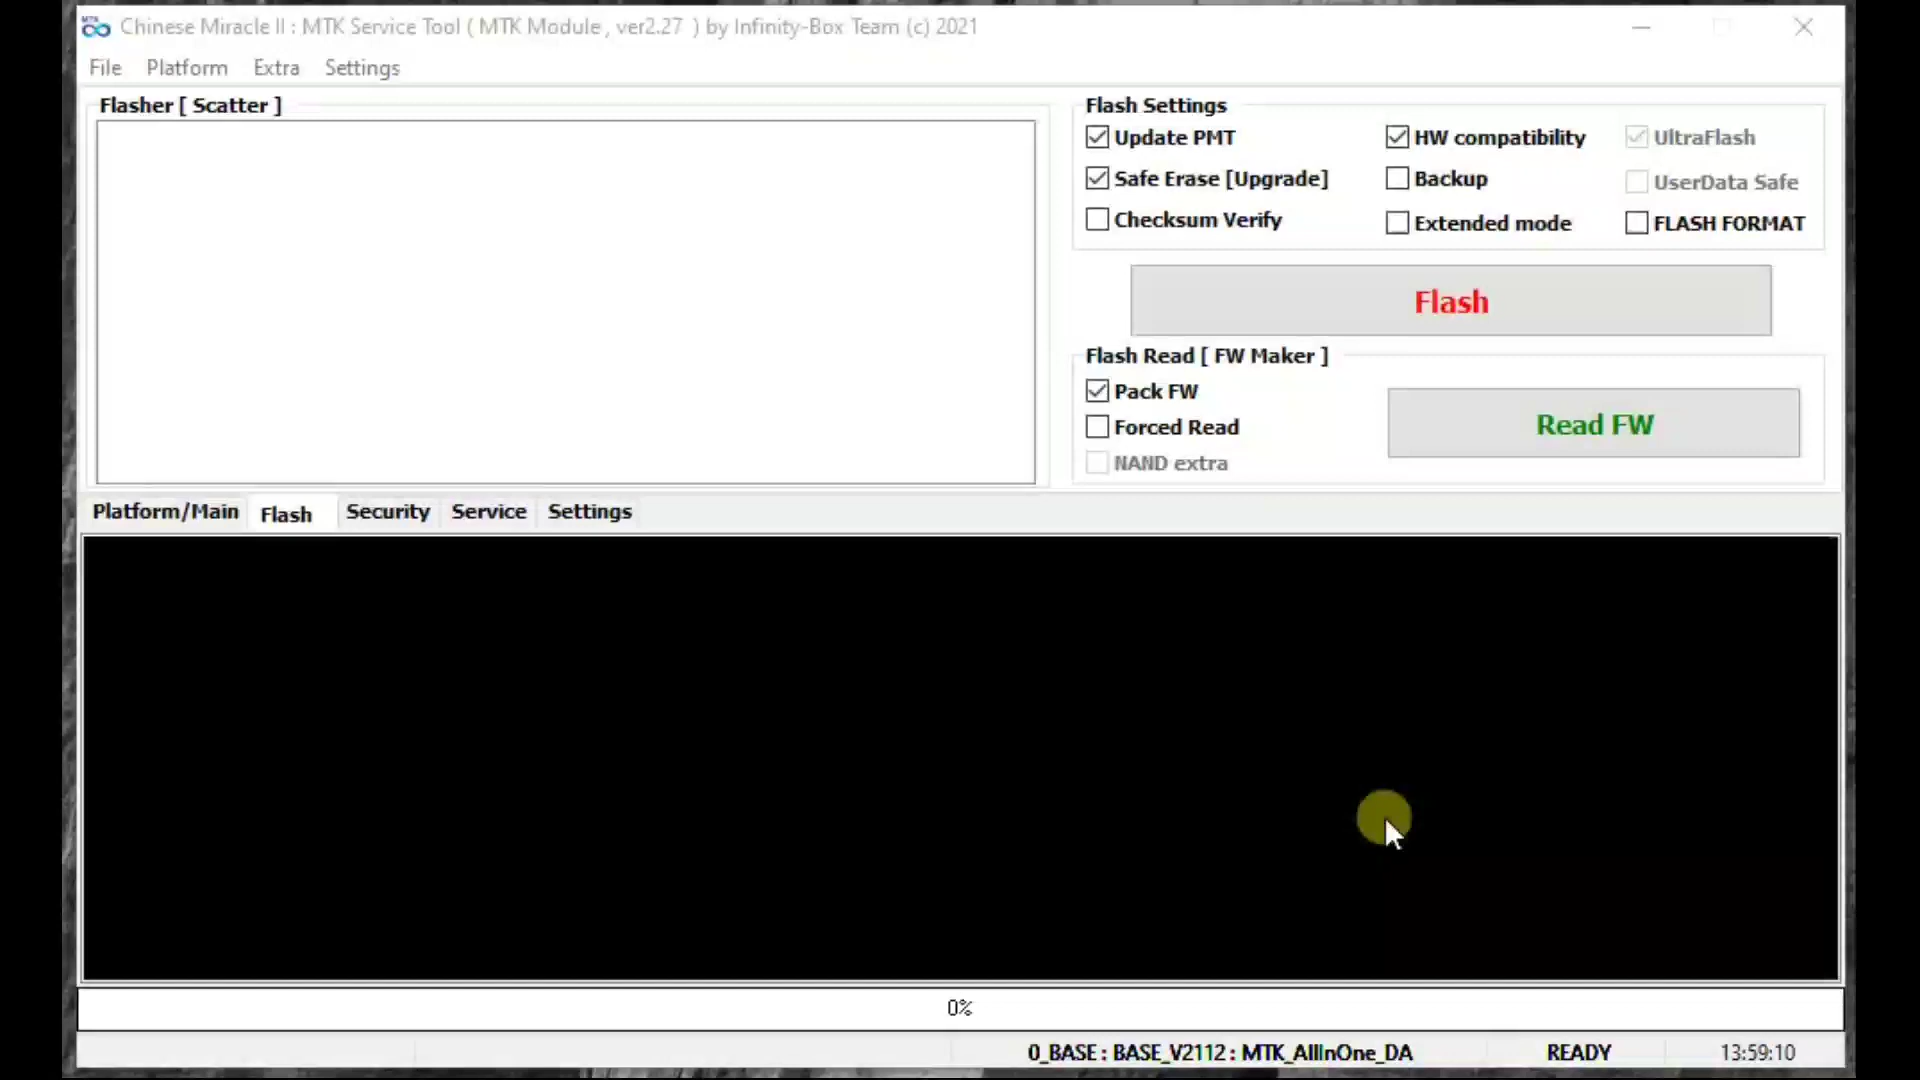 MTK
Chinese Miracle II : MTK Service Tool ( MTK Module , ver2.27 ) by Infinity-Box Team (c) 2021
File Platform Extra Settings
Flasher [ Scatter ]
Flash Settings
Update PMT
HW compatibility
UltraFlash
Safe Erase [Upgrade]
Backup
UserData Safe
Checksum Verify
Extended mode
FLASH FORMAT
Flash
Flash Read [ FW Maker ]
Pack FW
Forced Read
NAND extra
Read FW
Platform/Main Flash Security Service Settings
0%
0_BASE : BASE_V2112 : MTK_AllInOne_DA READY 13:59:10